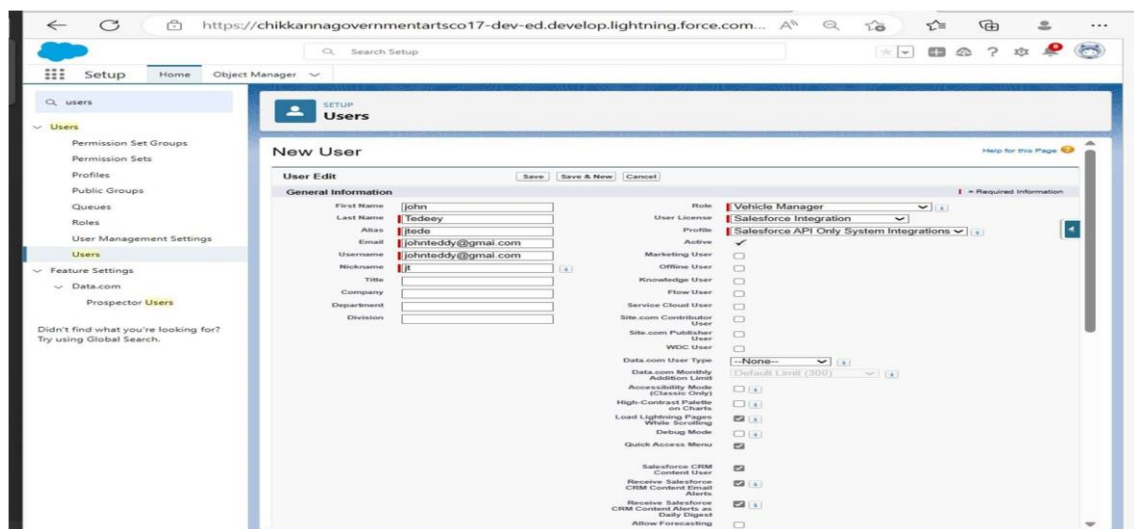 https://chikkannagovernmentartsco17-dev-ed.develop.lightning.force.com...
Search Setup
Setup
Home
Object Manager
users
Users
Permission Set Groups
Permission Sets
Profiles
Public Groups
Queues
Roles
User Management Settings
Users
Feature Settings
Data.com
Prospector Users
Didn't find what you're looking for?
Try using Global Search.
SETUP
Users
New User
Help for this Page
User Edit
Save
Save & New
Cancel
General Information
= Required Information
First Name john
Last Name Tedeey
Alias jtede
Email johnteddy@gmai.com
Username johnteddy@gmai.com
Nickname jt
Title
Company
Department
Division
Role Vehicle Manager
User License Salesforce Integration
Profile Salesforce API Only System Integrations
Active
Marketing User
Offline User
Knowledge User
Flow User
Service Cloud User
Site.com Contributor
User
Site.com Publisher
User
WDC User
Data.com User Type --None--
Data.com Monthly
Addition Limit Default Limit (300)
Accessibility Mode
(Classic Only)
High-Contrast Palette
on Charts
Load Lightning Pages
While Scrolling
Debug Mode
Quick Access Menu
Salesforce CRM
Content User
Receive Salesforce
CRM Content Email
Alerts
Receive Salesforce
CRM Content Alerts as
Daily Digest
Allow Forecasting